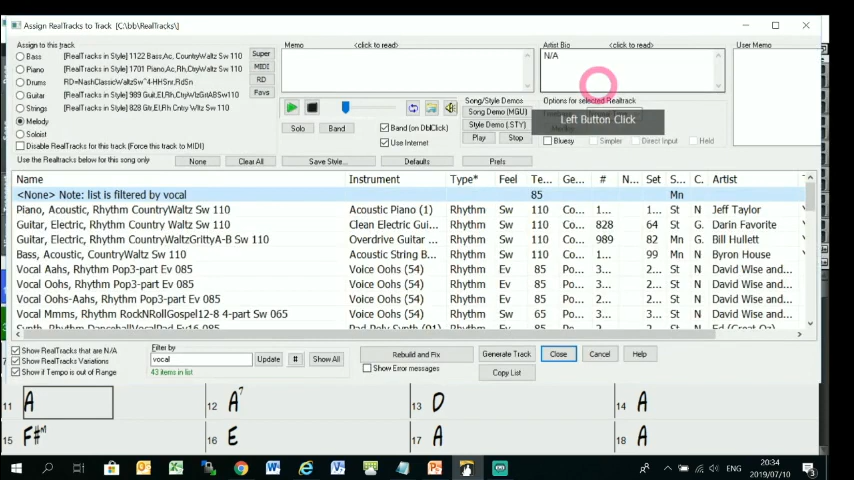 Assign RealTracks to Track [C:\bb\RealTracks\]
Assign to this track
Bass [RealTracks in Style] 1122 Bass,Ac, CountryWaltz Sw 110
Piano [RealTracks in Style] 1701 Piano,Ac,Rh,CntryWlz Sw 110
Drums RD=NashClassicWaltzSw^4-HHSnr,RdSn
Guitar [RealTracks in Style] 989 Guit,El,RhyCtyWlzGritABSw110
Strings [RealTracks in Style] 828 Gtr,El,Rh Cnty Wltz Sw 110
Melody
Soloist
Disable RealTracks for this track (Force this track to MIDI)
Use the RealTracks below for this song only
None
Clear All
Super
MIDI
RD
Favs
Memo
<click to read>
Solo
Band
Band (on DblClick)
Use Internet
Save Style...
Defaults
Song/Style Demos
Song Demo (MGU)
Style Demo (.STY)
Play
Stop
Prefs
Artist Bio
<click to read>
N/A
Options for selected Realtrack
Left Button Click
Bluesy
Simpler
Direct Input
Held
User Memo
Name Instrument Type* Feel Te... Ge... # N... Set S... C. Artist
<None> Note: list is filtered by vocal 85 Mn
Piano, Acoustic, Rhythm CountryWaltz Sw 110 Acoustic Piano (1) Rhythm Sw 110 Co... 1... 1... St N Jeff Taylor
Guitar, Electric, Rhythm CountryWaltz Sw 110 Clean Electric Gui... Rhythm Sw 110 Co... 828 64 St G. Darin Favorite
Guitar, Electric, Rhythm CountryWaltzGrittyA-B Sw 110 Overdrive Guitar ... Rhythm Sw 110 Co... 989 82 Mn G. Bill Hullett
Bass, Acoustic, CountryWaltz Sw 110 Acoustic String B... Rhythm Sw 110 Co... 1... 99 Mn N Byron House
Vocal Aahs, Rhythm Pop3-part Ev 085 Voice Oohs (54) Rhythm Ev 85 Po... 3... 2... St N David Wise and...
Vocal Oohs, Rhythm Pop3-part Ev 085 Voice Oohs (54) Rhythm Ev 85 Po... 3... 2... St N David Wise and...
Vocal Oohs-Aahs, Rhythm Pop3-part Ev 085 Voice Oohs (54) Rhythm Ev 85 Po... 3... 2... St N David Wise and...
Vocal Mmms, Rhythm RockNRollGospel12-8 4-part Sw 065 Voice Oohs (54) Rhythm Sw 65 Po... 3... 2... St N David Wise and...
Synth, Rhythm DancehallVocalPad Ev16 085
Show RealTracks that are N/A
Show RealTracks Variations
Show if Tempo is out of Range
Filter by
vocal
Update
#
Show All
43 items in list
Rebuild and Fix
Show Error messages
Generate Track
Close
Cancel
Help
Copy List
11 A 12 A7 13 D 14 A
15 F#m 16 E 17 A 18 A
ENG
20:34
2019/07/10
3